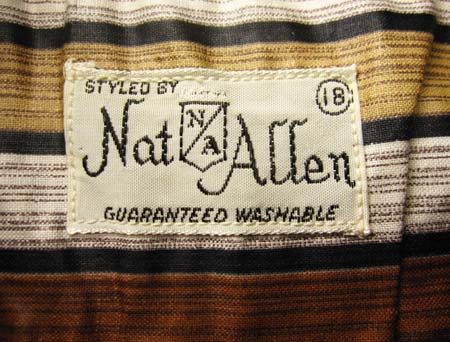 STYLED BY
18
Nat N A Allen
GUARANTEED WASHABLE